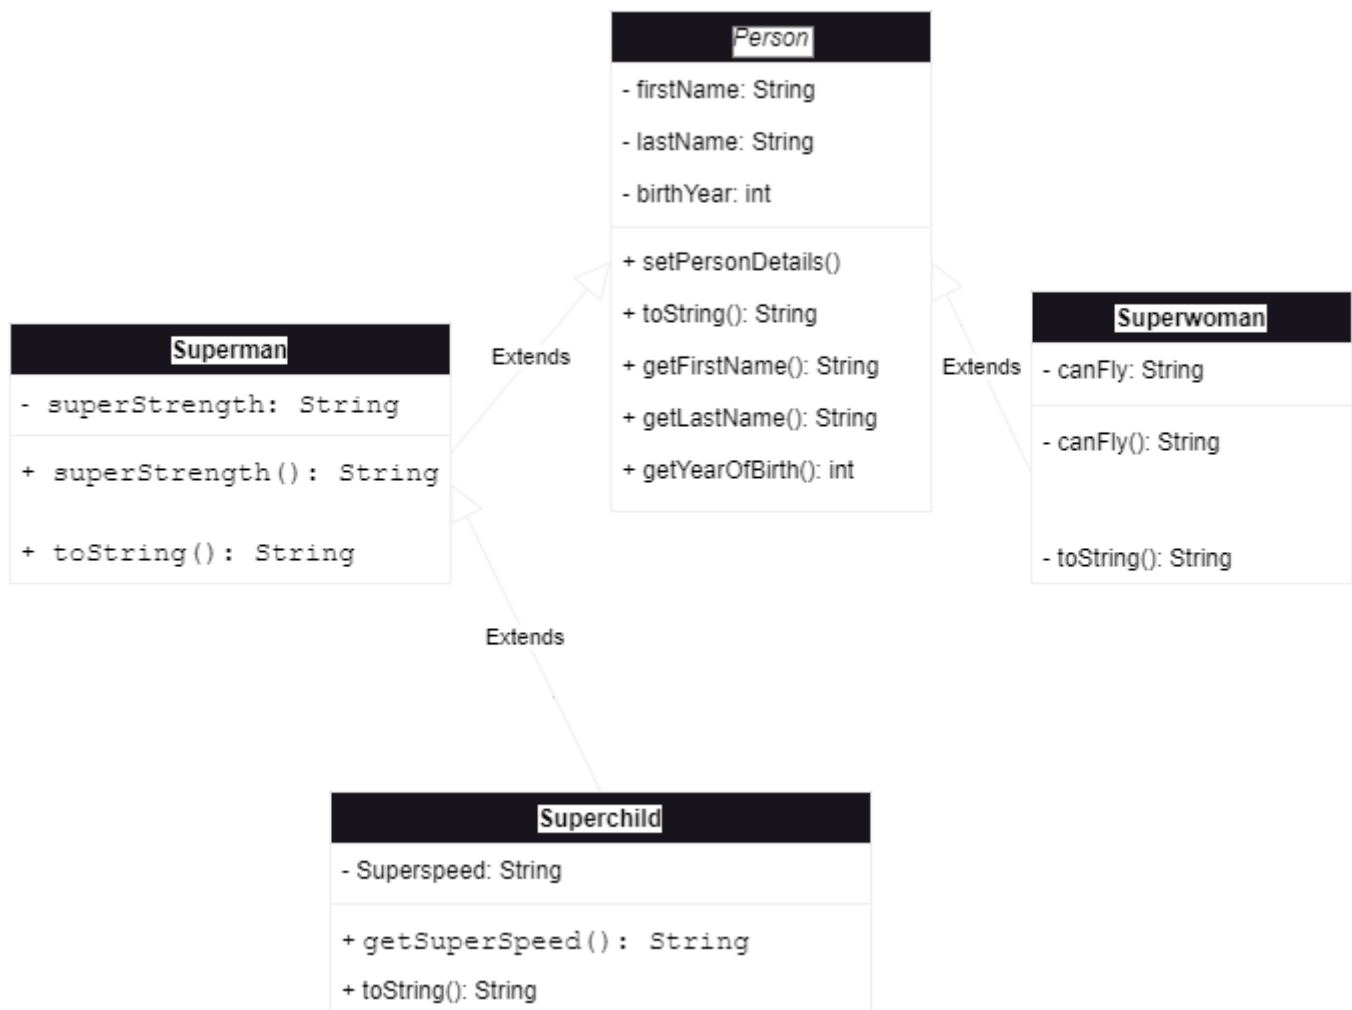 Person
- firstName: String
- lastName: String
- birthYear: int
+ setPersonDetails()
+ toString(): String
+ getFirstName(): String
+ getLastName(): String
+ getYearOfBirth(): int
Superman
- superStrength: String
+ superStrength(): String
+ toString(): String
Extends
Extends
Superwoman
- canFly: String
- canFly(): String
- toString(): String
Extends
Superchild
- Superspeed: String
+ getSuperSpeed(): String
+ toString(): String